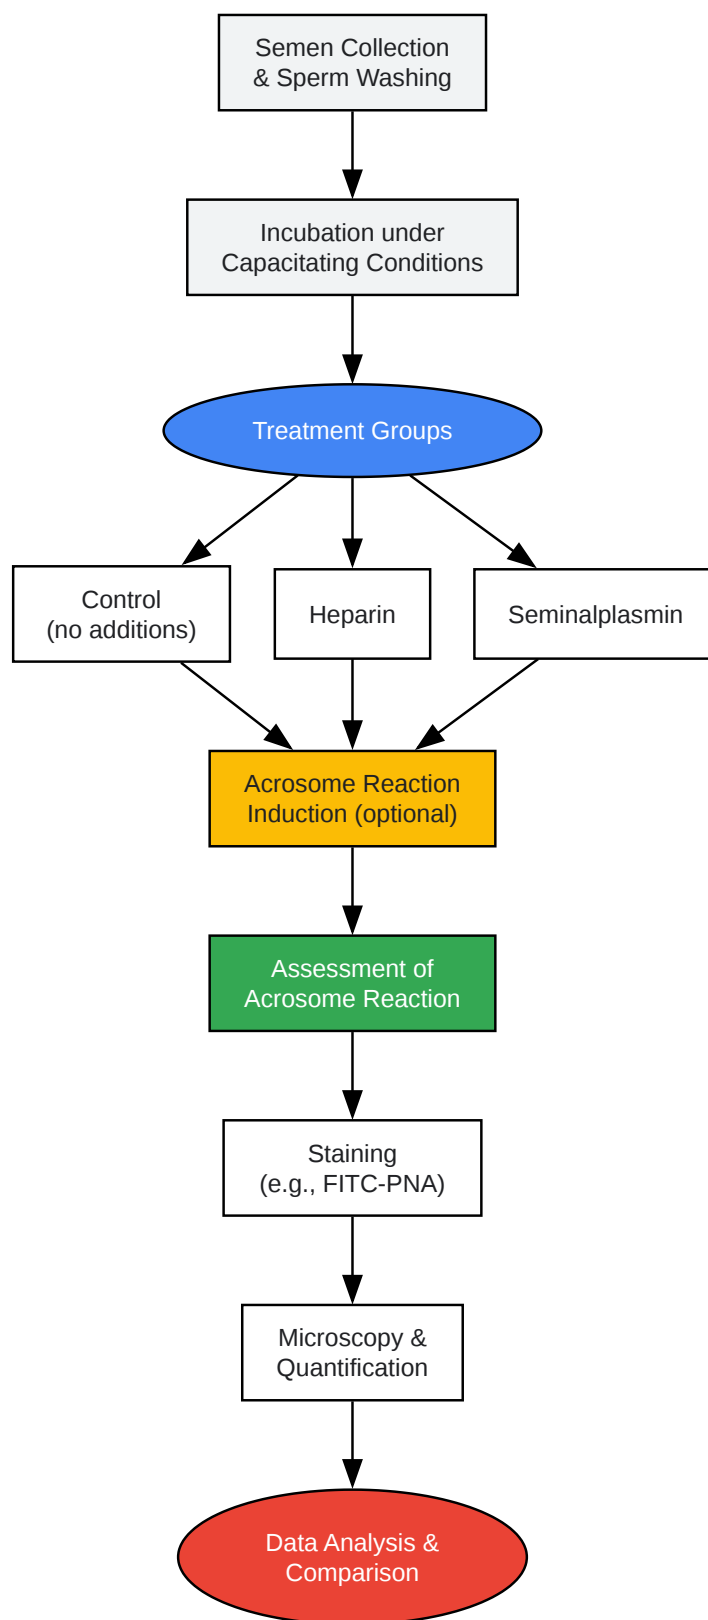 Semen Collection
& Sperm Washing
Incubation under
Capacitating Conditions
Treatment Groups
Control
(no additions)
Heparin
Seminalplasmin
Acrosome Reaction
Induction (optional)
Assessment of
Acrosome Reaction
Staining
(e.g., FITC-PNA)
Microscopy &
Quantification
Data Analysis &
Comparison